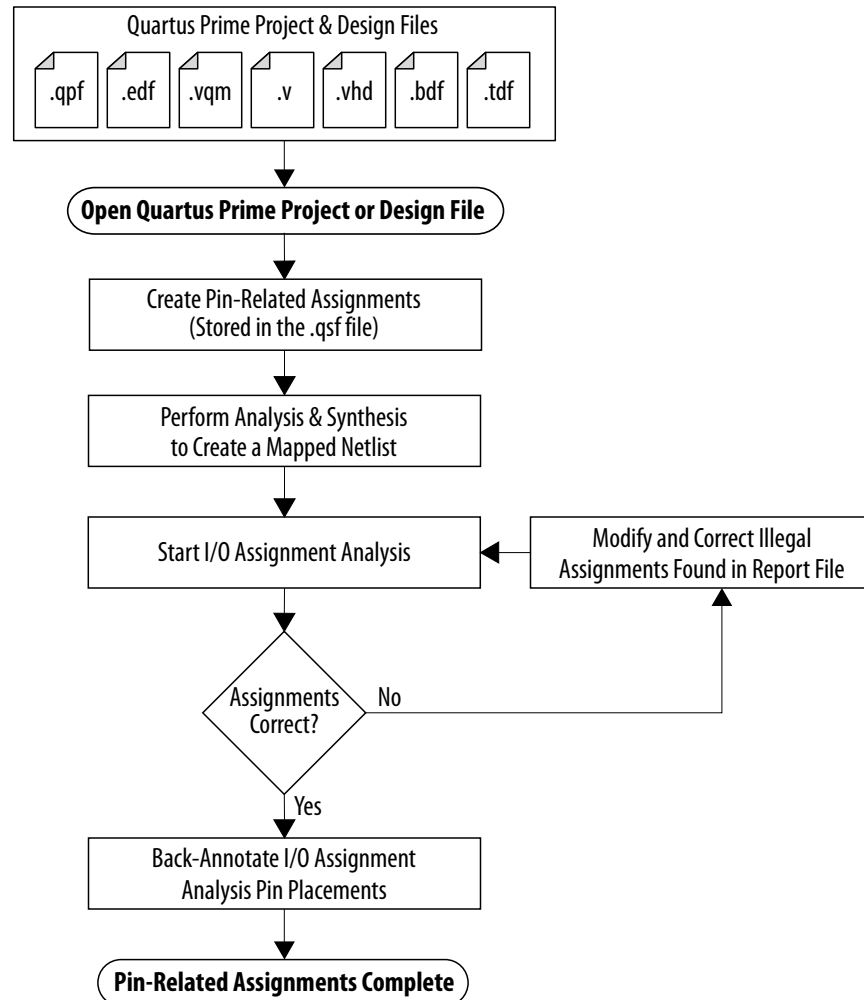 Quartus Prime Project & Design Files
.qpf .edf .vqm .v .vhd .bdf .tdf
Open Quartus Prime Project or Design File
Create Pin-Related Assignments
(Stored in the .qsf file)
Perform Analysis & Synthesis
to Create a Mapped Netlist
Start I/O Assignment Analysis
Modify and Correct Illegal
Assignments Found in Report File
Assignments
Correct?
No
Yes
Back-Annotate I/O Assignment
Analysis Pin Placements
Pin-Related Assignments Complete